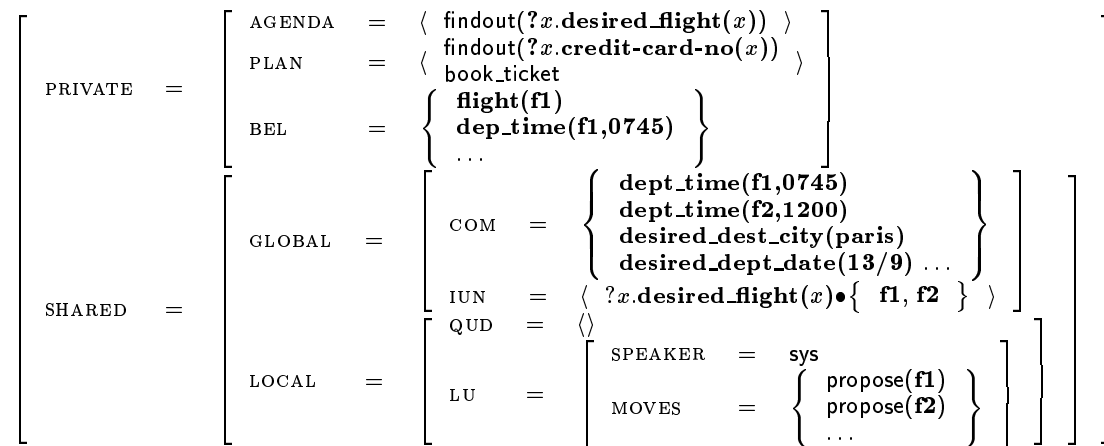 AGENDA = ⟨ findout(?x.desired_flight(x)) ⟩
PLAN = ⟨ findout(?x.credit-card-no(x)) book_ticket ⟩
PRIVATE =
BEL = { flight(f1)
dep_time(f1,0745)
... }
SHARED =
GLOBAL =
COM = { dept_time(f1,0745)
dept_time(f2,1200)
desired_dest_city(paris)
desired_dept_date(13/9) ... }
IUN = ⟨ ?x.desired_flight(x)•{ f1, f2 } ⟩
LOCAL =
QUD = ⟨⟩
LU =
SPEAKER = sys
MOVES = { propose(f1)
propose(f2)
... }